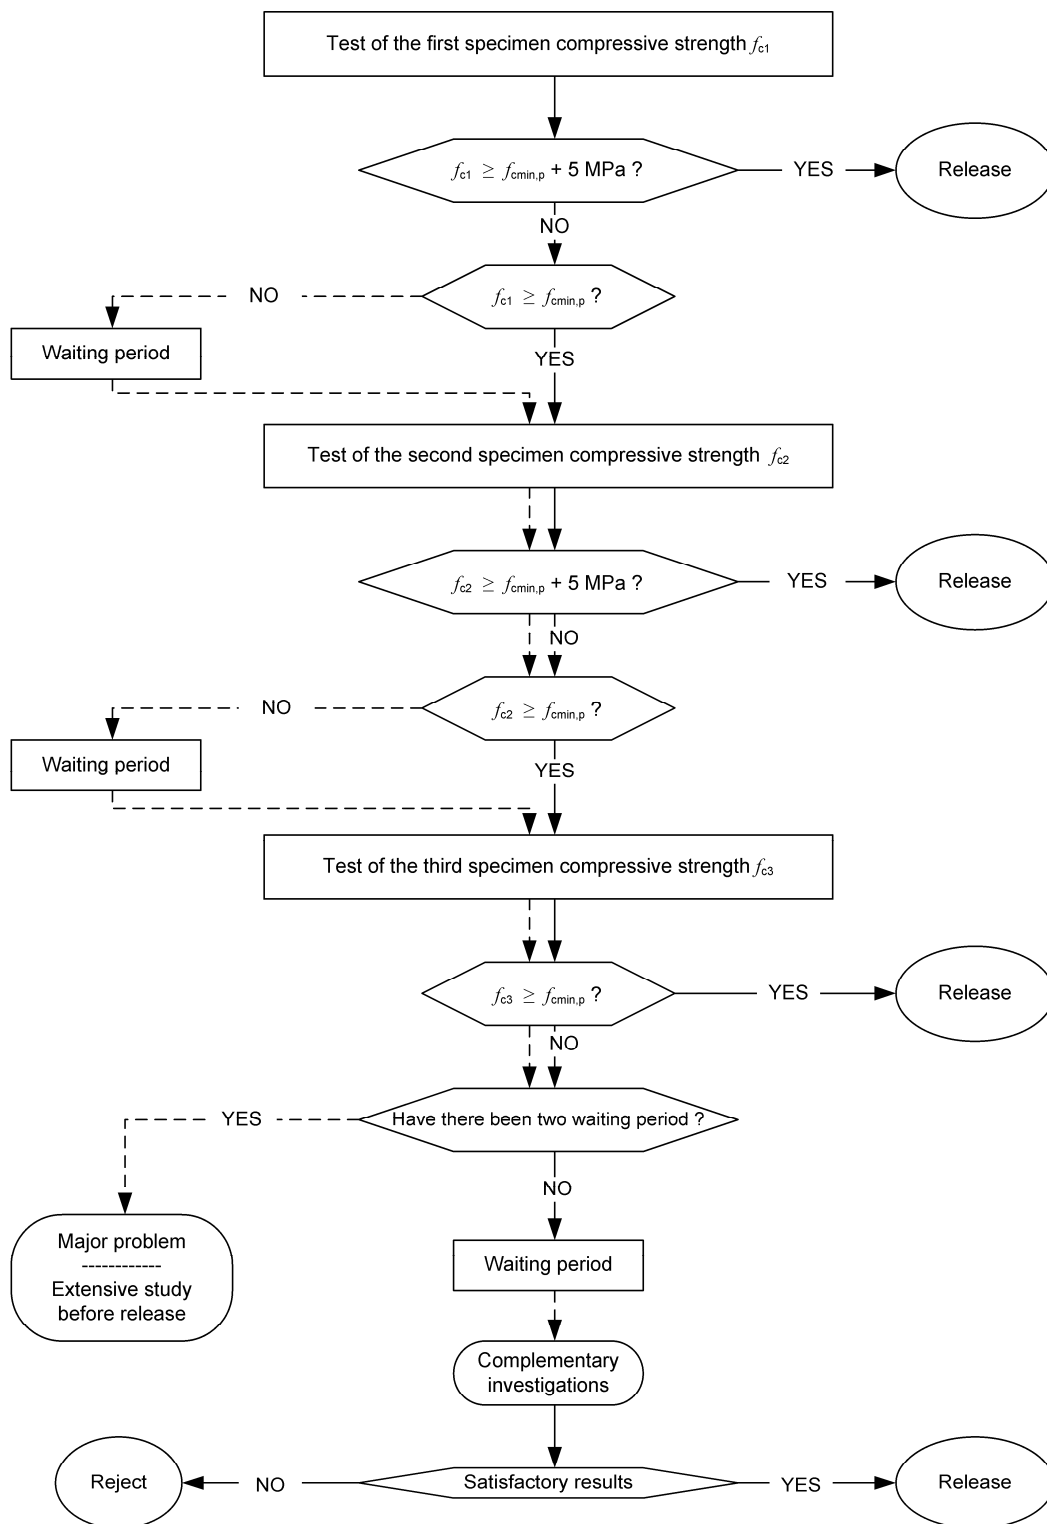 Test of the first specimen compressive strength fc1
fc1 ≥ fcmin,p + 5 MPa ?
YES
Release
NO
fc1 ≥ fcmin,p ?
NO
Waiting period
YES
Test of the second specimen compressive strength fc2
fc2 ≥ fcmin,p + 5 MPa ?
YES
Release
NO
fc2 ≥ fcmin,p ?
NO
Waiting period
YES
Test of the third specimen compressive strength fc3
fc3 ≥ fcmin,p ?
YES
Release
NO
Have there been two waiting period ?
YES
NO
Major problem
------------
Extensive study
before release
Waiting period
Complementary
investigations
Reject
NO
Satisfactory results
YES
Release